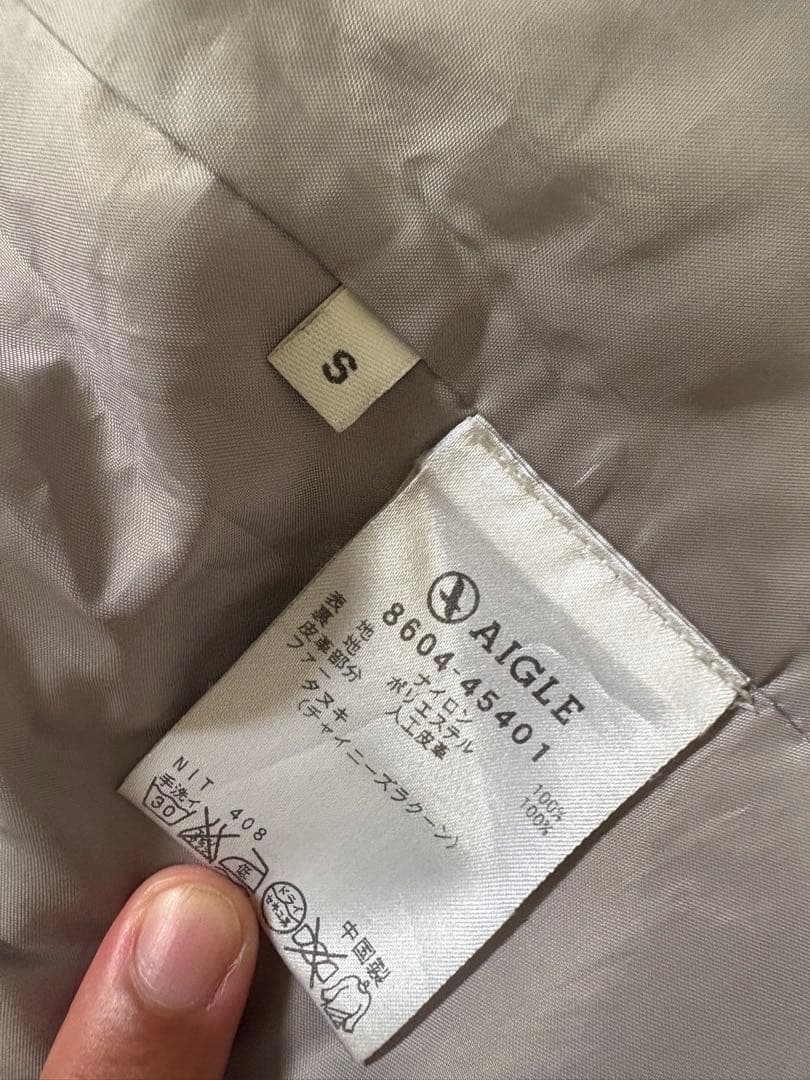 S
AIGLE
8604-45401
表 地 ナイロン 100%
裏 地 ポリエステル 100%
皮革部分 人工皮革
ファー タヌキ
(チャイニーズラクーン)
NIT 408
手洗イ
30
低
ドライ
セキユ系
中国製